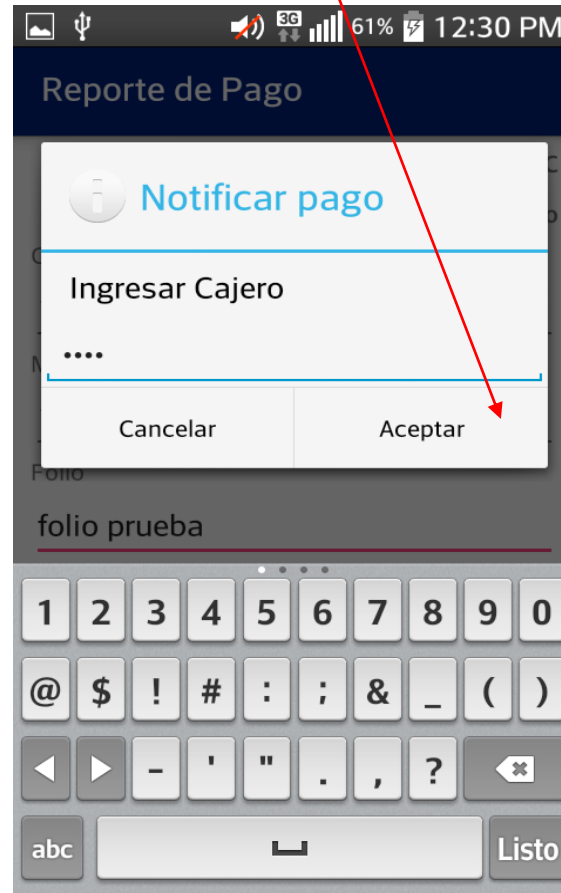 3G 61% 12:30 PM
Reporte de Pago
Notificar pago
Ingresar Cajero
••••
Cancelar Aceptar
Folio
folio prueba
1 2 3 4 5 6 7 8 9 0
@ $ ! # : ; & _ ( )
- ' " . , ?
abc Listo